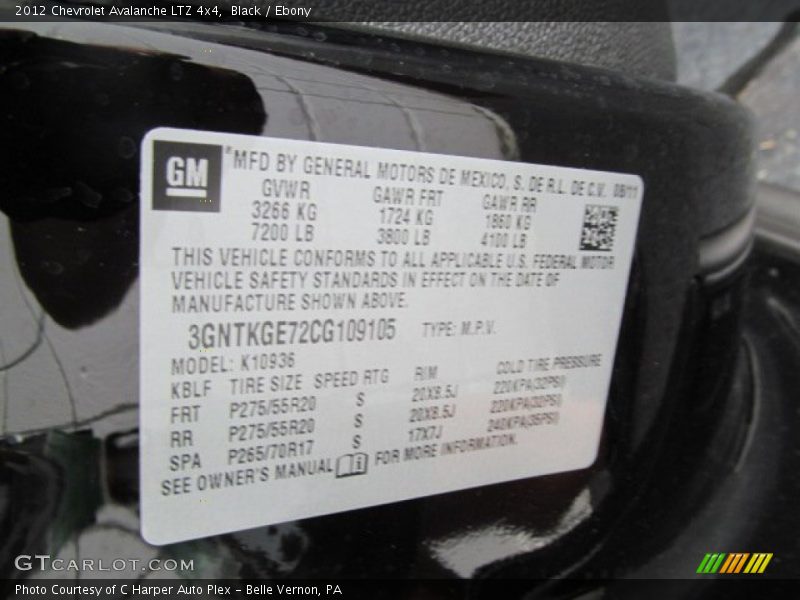 2012 Chevrolet Avalanche LTZ 4x4, Black / Ebony
GM
MFD BY GENERAL MOTORS DE MEXICO, S. DE R.L. DE C.V. 08/11
GVWR GAWR FRT GAWR RR
3266 KG 1724 KG 1860 KG
7200 LB 3800 LB 4100 LB
THIS VEHICLE CONFORMS TO ALL APPLICABLE U.S. FEDERAL MOTOR
VEHICLE SAFETY STANDARDS IN EFFECT ON THE DATE OF
MANUFACTURE SHOWN ABOVE.
3GNTKGE72CG109105 TYPE: M.P.V.
MODEL: K10936
KBLF TIRE SIZE SPEED RTG RIM COLD TIRE PRESSURE
FRT P275/55R20 S 20X8.5J 220KPA(32PSI)
RR P275/55R20 S 20X8.5J 220KPA(32PSI)
SPA P265/70R17 S 17X7J 240KPA(35PSI)
SEE OWNER'S MANUAL FOR MORE INFORMATION.
GTCARLOT.COM
Photo Courtesy of C Harper Auto Plex - Belle Vernon, PA